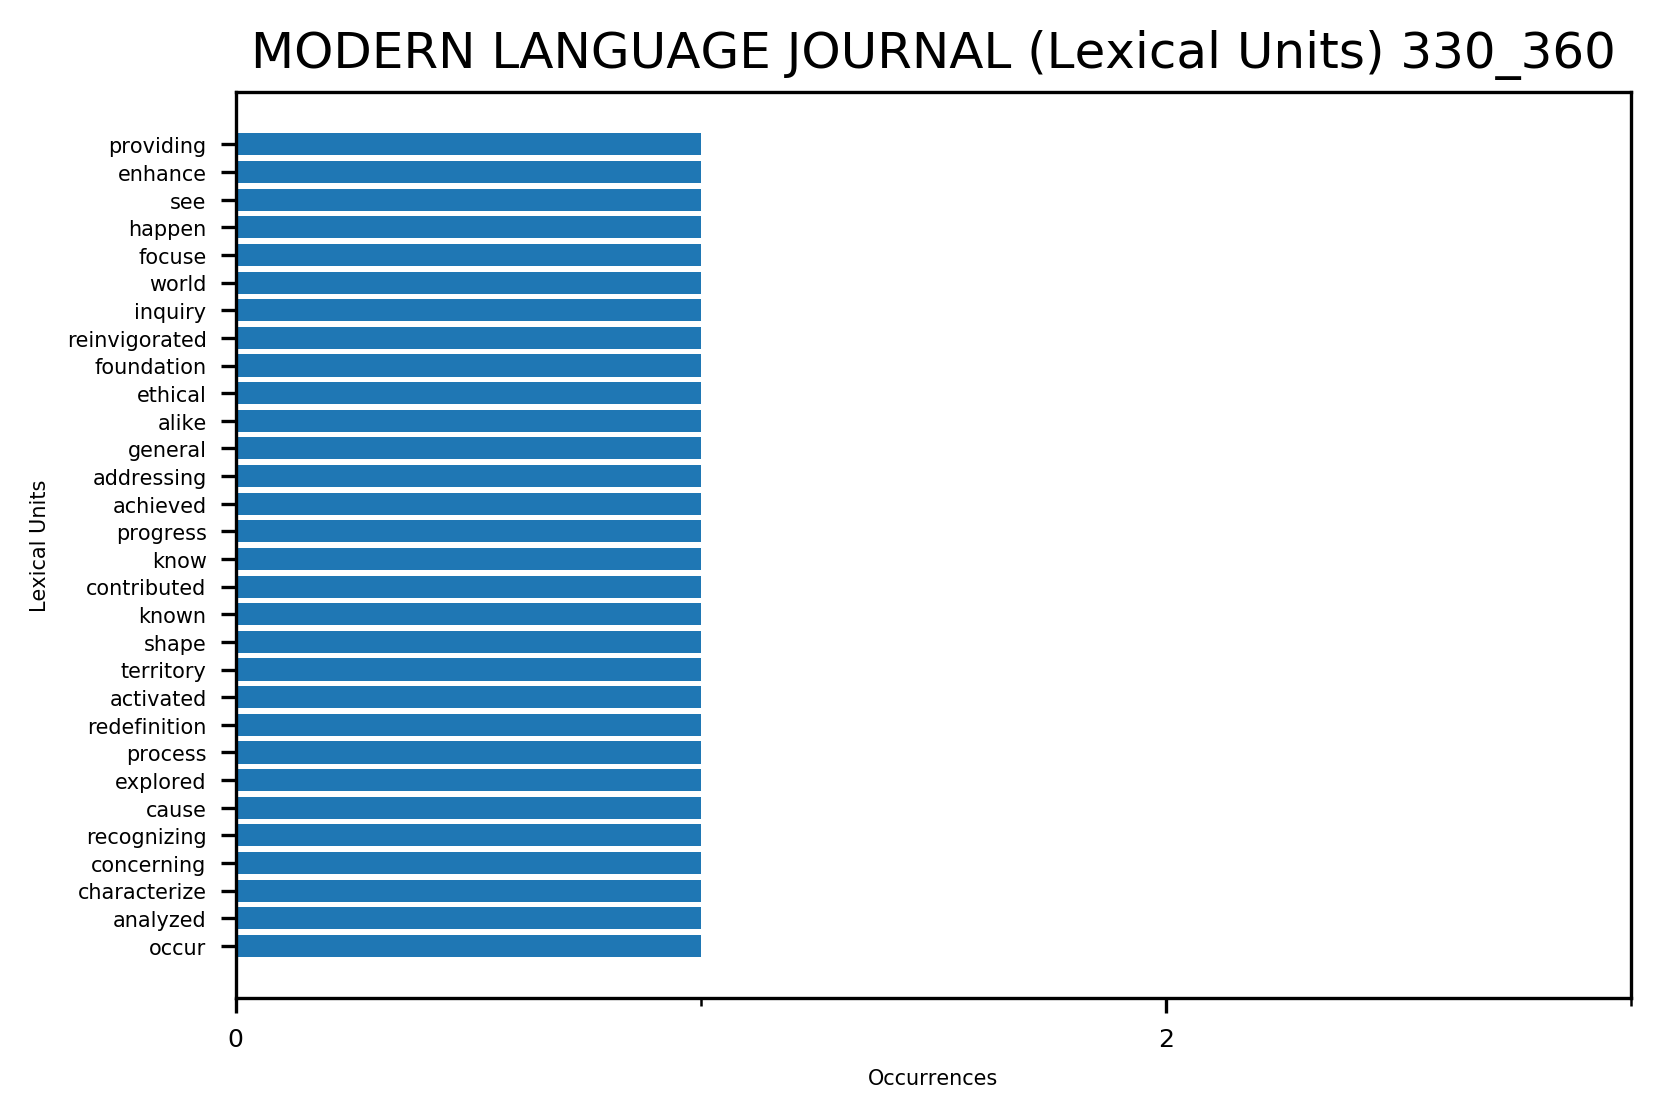 MODERN LANGUAGE JOURNAL (Lexical Units) 330_360
providing
enhance
see
happen
focuse
world
inquiry
reinvigorated
foundation
ethical
alike
general
addressing
achieved
progress
know
contributed
known
shape
territory
activated
redefinition
process
explored
cause
recognizing
concerning
characterize
analyzed
occur
Lexical Units
0
2
Occurrences